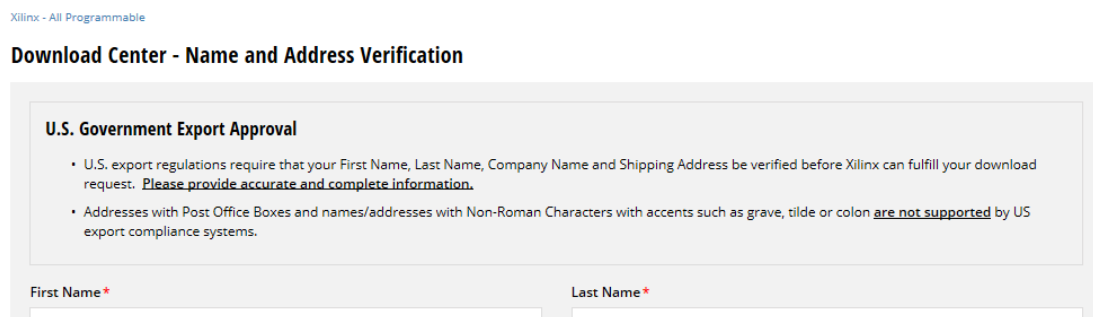 Xilinx - All Programmable
Download Center - Name and Address Verification
U.S. Government Export Approval
• U.S. export regulations require that your First Name, Last Name, Company Name and Shipping Address be verified before Xilinx can fulfill your download
request. Please provide accurate and complete information.
• Addresses with Post Office Boxes and names/addresses with Non-Roman Characters with accents such as grave, tilde or colon are not supported by US
export compliance systems.
First Name* Last Name*